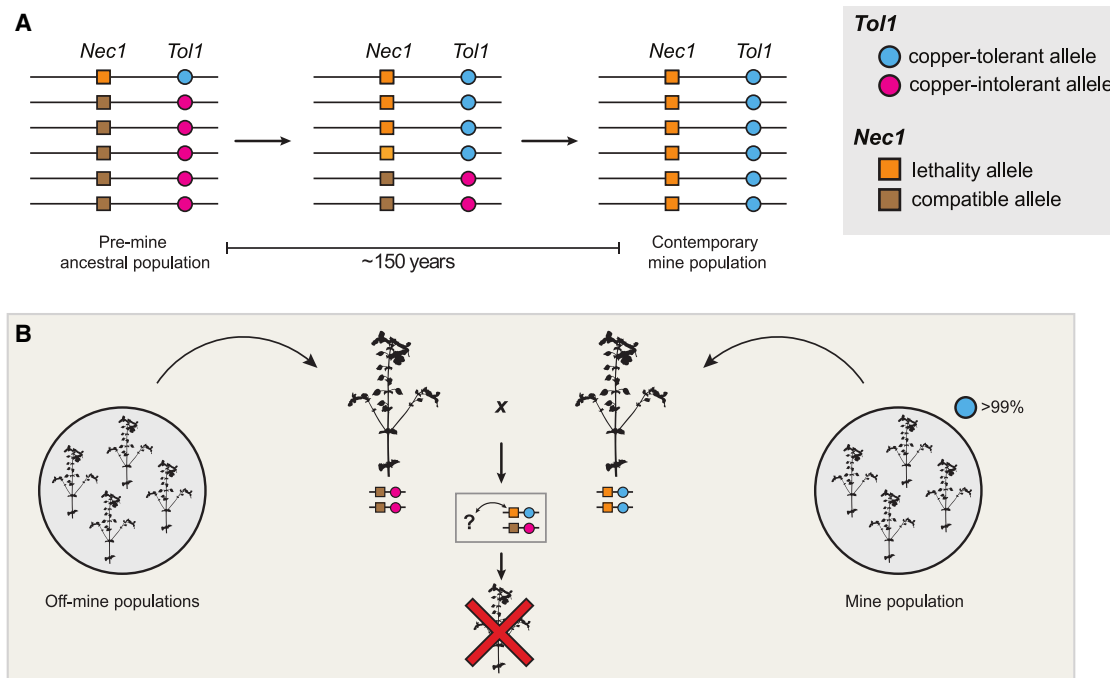 A
Nec1 Tol1
Nec1 Tol1
Nec1 Tol1
Pre-mine
ancestral population
~150 years
Contemporary
mine population
Tol1
copper-tolerant allele
copper-intolerant allele
Nec1
lethality allele
compatible allele
B
x
>99%
?
Off-mine populations
Mine population